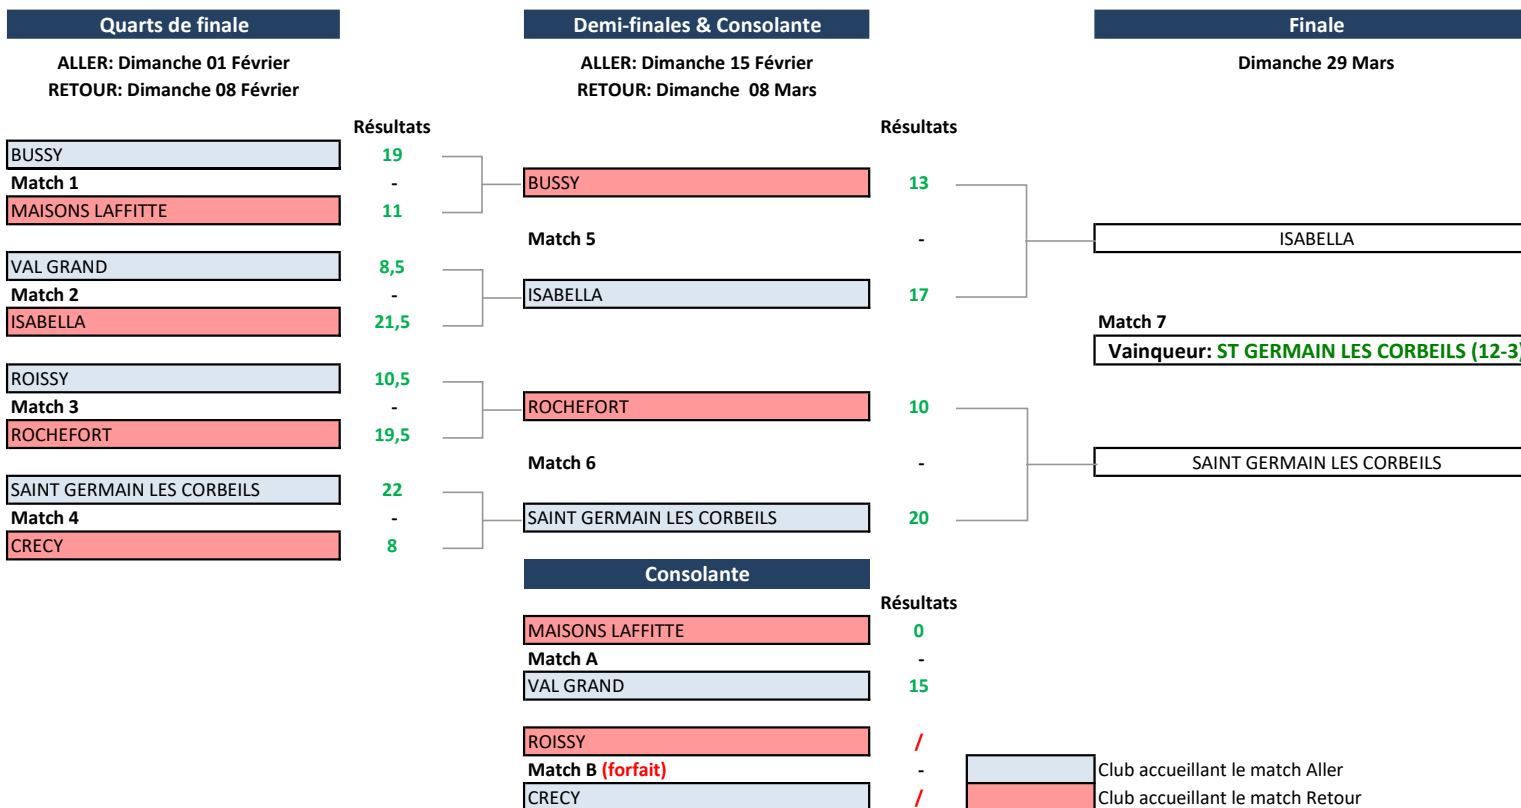 Quarts de finale
Demi-finales & Consolante
Finale
ALLER: Dimanche 01 Février
RETOUR: Dimanche 08 Février
ALLER: Dimanche 15 Février
RETOUR: Dimanche 08 Mars
Dimanche 29 Mars
Résultats
BUSSY 19
Match 1 -
MAISONS LAFFITTE 11
VAL GRAND 8,5
Match 2 -
ISABELLA 21,5
ROISSY 10,5
Match 3 -
ROCHEFORT 19,5
SAINT GERMAIN LES CORBEILS 22
Match 4 -
CRECY 8
Résultats
BUSSY 13
Match 5 -
ISABELLA 17
ROCHEFORT 10
Match 6 -
SAINT GERMAIN LES CORBEILS 20
ISABELLA
Match 7
Vainqueur: ST GERMAIN LES CORBEILS (12-3)
SAINT GERMAIN LES CORBEILS
Consolante
Résultats
MAISONS LAFFITTE 0
Match A -
VAL GRAND 15
ROISSY /
Match B (forfait) -
CRECY /
Club accueillant le match Aller
Club accueillant le match Retour